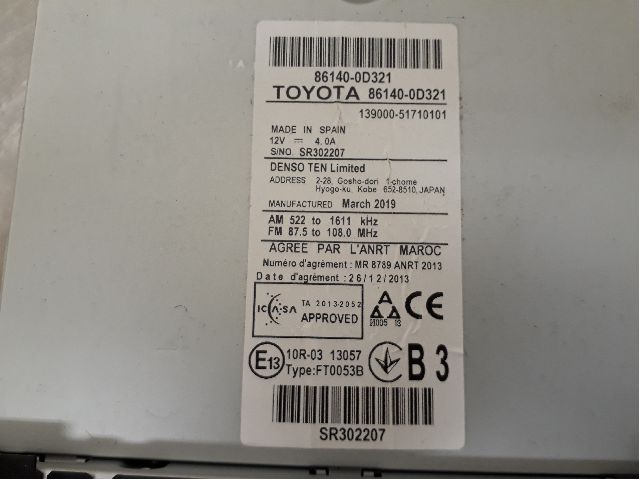 86140-0D321
TOYOTA 86140-0D321
139000-51710101
MADE IN SPAIN
12V ⎓ 4.0A
S/NO SR302207
DENSO TEN Limited
ADDRESS 2-28, Gosho-dori 1-chome
Hyogo-ku, Kobe 652-8510, JAPAN
MANUFACTURED March 2019
AM 522 to 1611 kHz
FM 87.5 to 108.0 MHz
AGREE PAR L'ANRT MAROC
Numéro d'agrément : MR 8789 ANRT 2013
Date d'agrément : 26/12/2013
ICASA TA 2013-2052
APPROVED
CE
E13 10R-03 13057
Type:FT0053B
B 3
SR302207